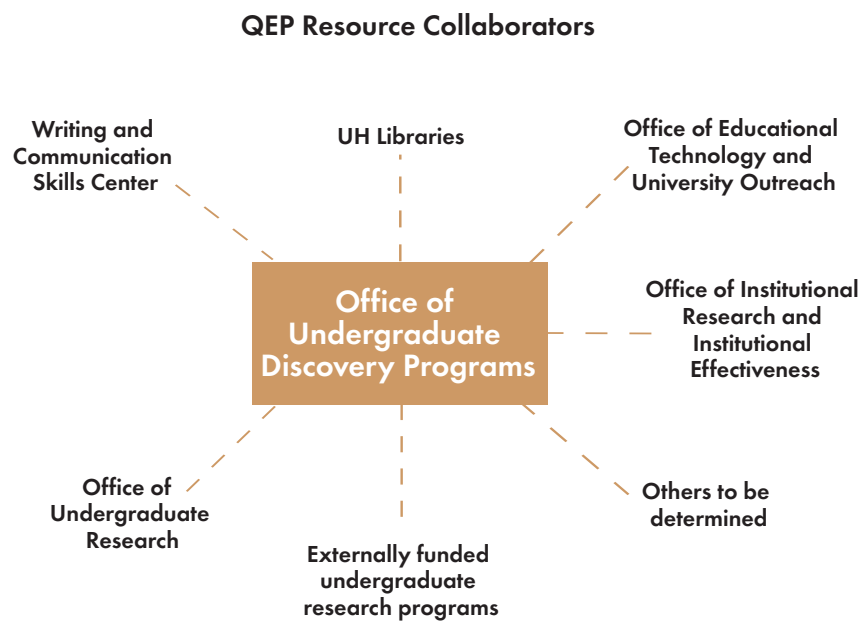 QEP Resource Collaborators
Writing and
Communication
Skills Center
UH Libraries
Office of Educational
Technology and
University Outreach
Office of
Undergraduate
Discovery Programs
Office of Institutional
Research and
Institutional
Effectiveness
Office of
Undergraduate
Research
Externally funded
undergraduate
research programs
Others to be
determined